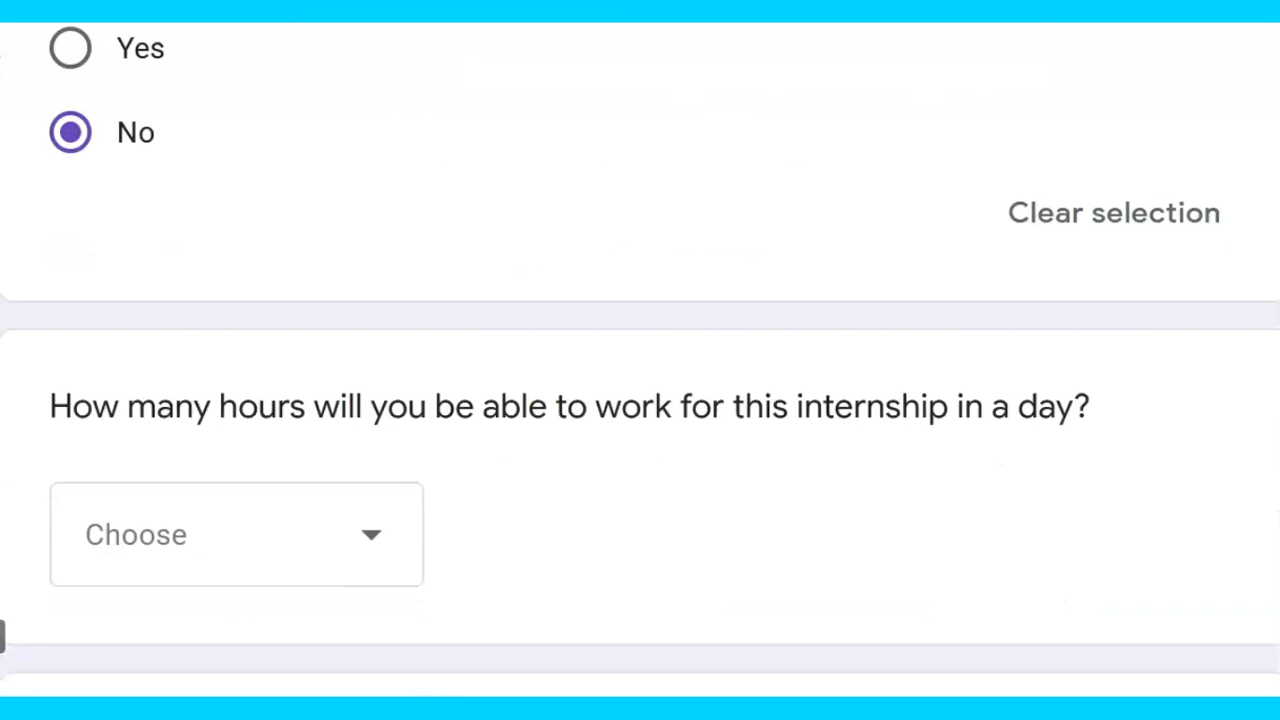 Yes
No
Clear selection
How many hours will you be able to work for this internship in a day?
Choose